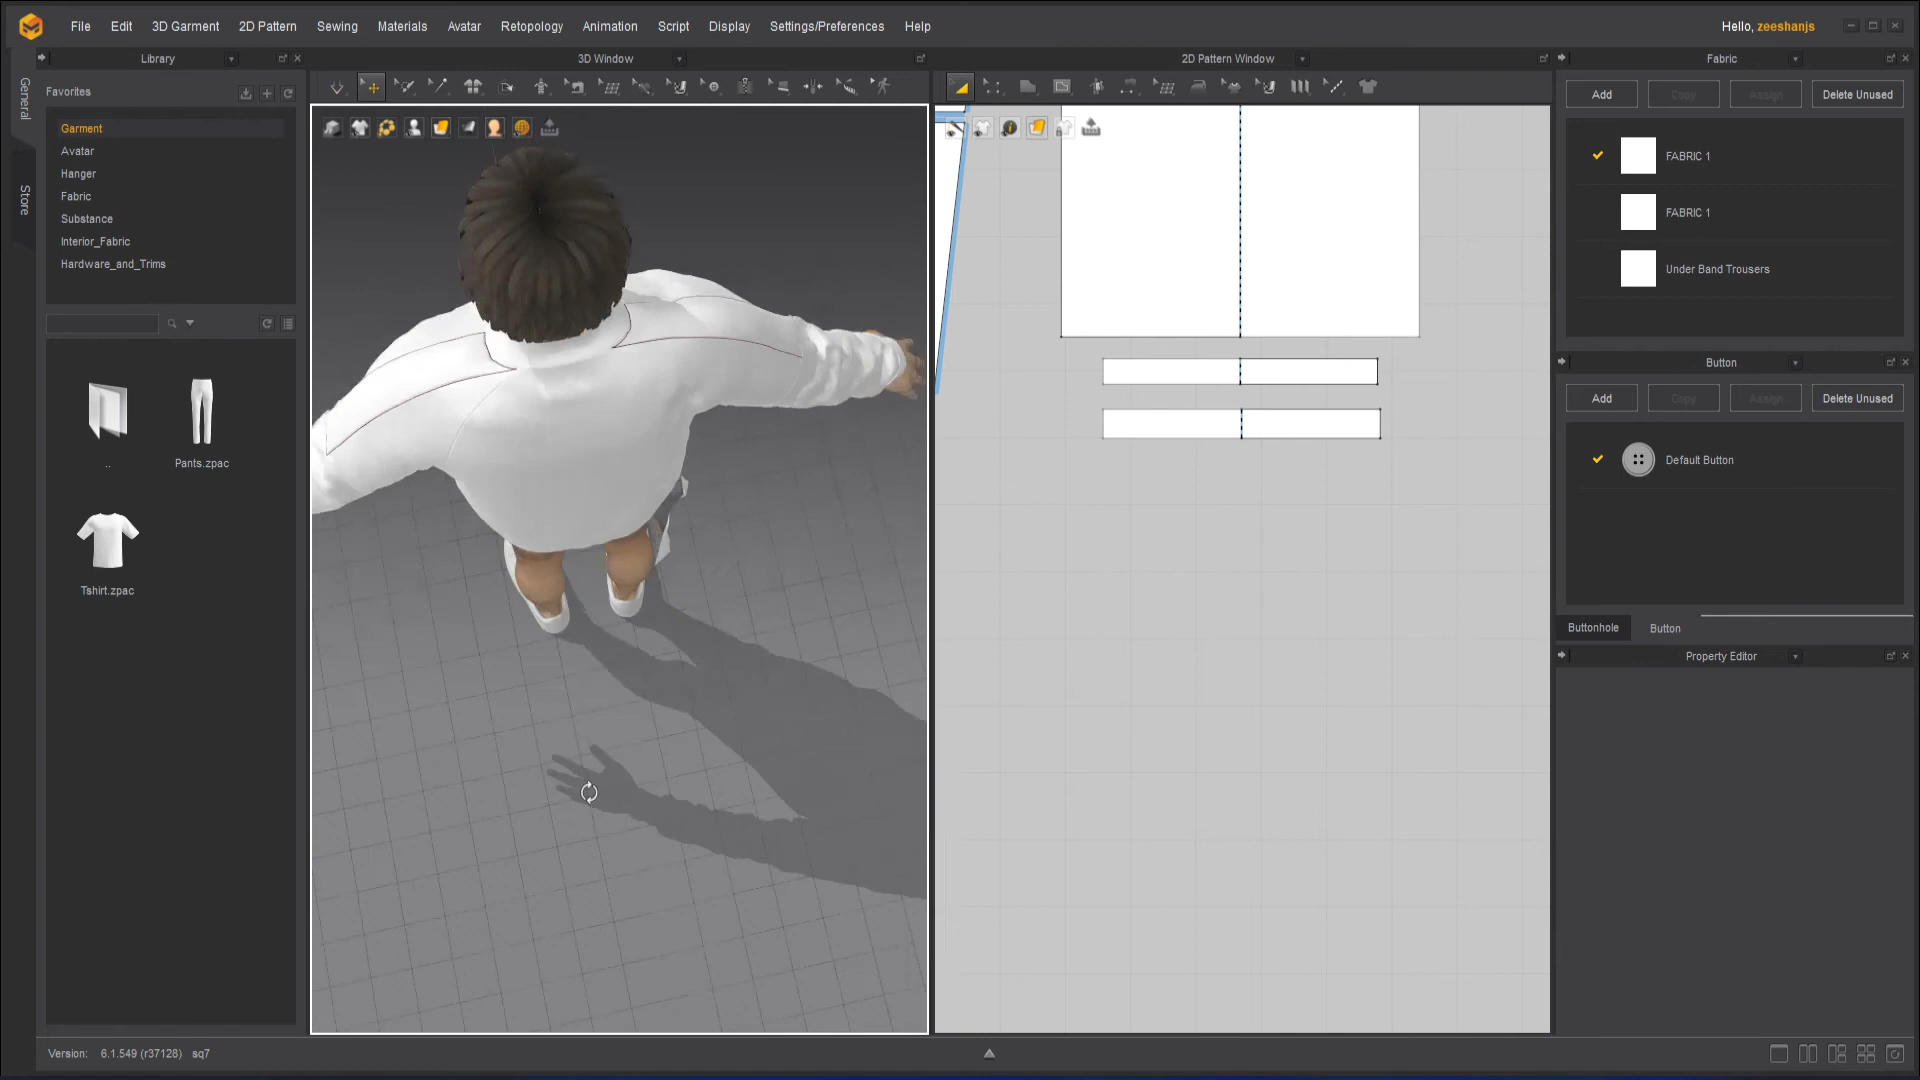 File Edit 3D Garment 2D Pattern Sewing Materials Avatar Retopology Animation Script Display Settings/Preferences Help Hello, zeeshanjs
Library 3D Window 2D Pattern Window Fabric
General
Store
Favorites
Garment
Avatar
Hanger
Fabric
Substance
Interior_Fabric
Hardware_and_Trims
..
Pants.zpac
Tshirt.zpac
Add Copy Assign Delete Unused
FABRIC 1
FABRIC 1
Under Band Trousers
Button
Add Copy Assign Delete Unused
Default Button
Buttonhole Button
Property Editor
Version: 6.1.549 (r37128) sq7